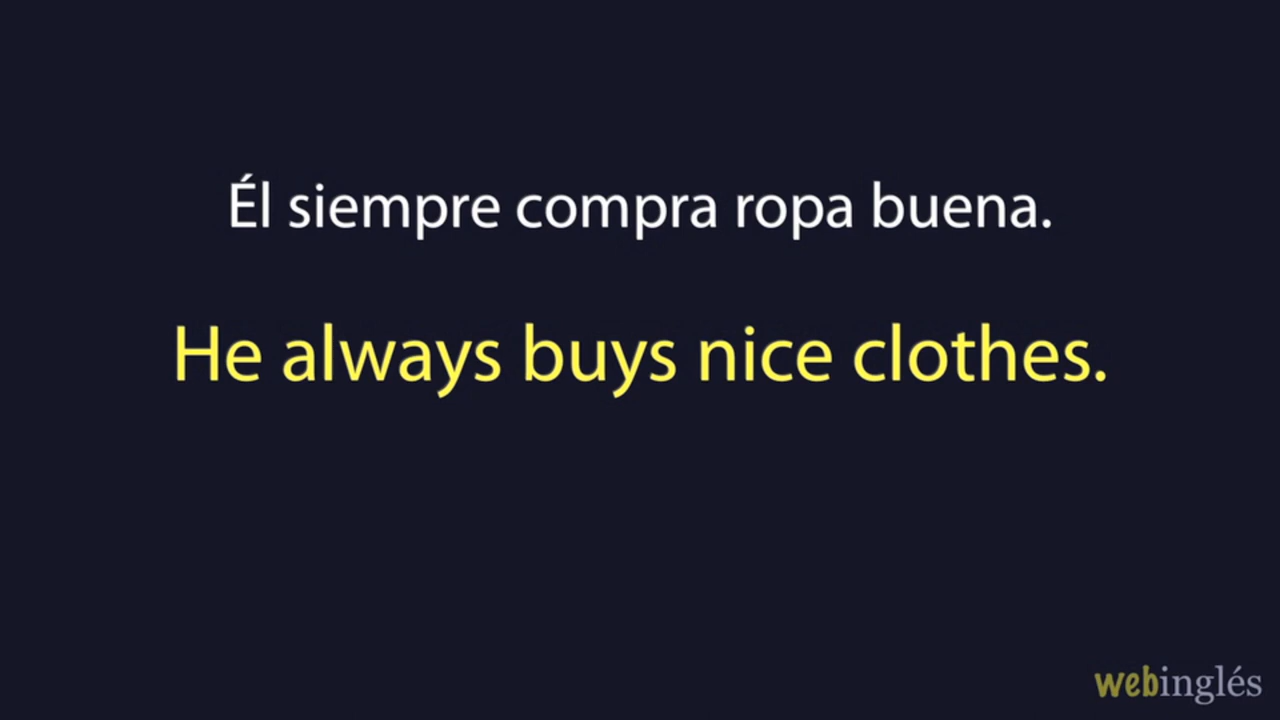 Él siempre compra ropa buena.
He always buys nice clothes.
webinglés